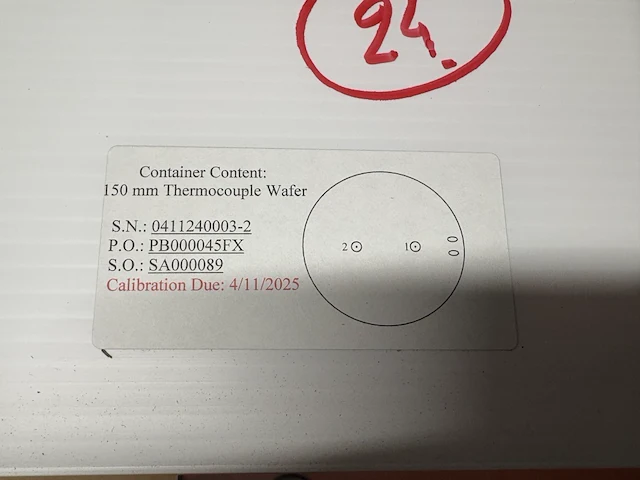 24.
Container Content:
150 mm Thermocouple Wafer
S.N.: 0411240003-2
P.O.: PB000045FX
S.O.: SA000089
Calibration Due: 4/11/2025
2 1